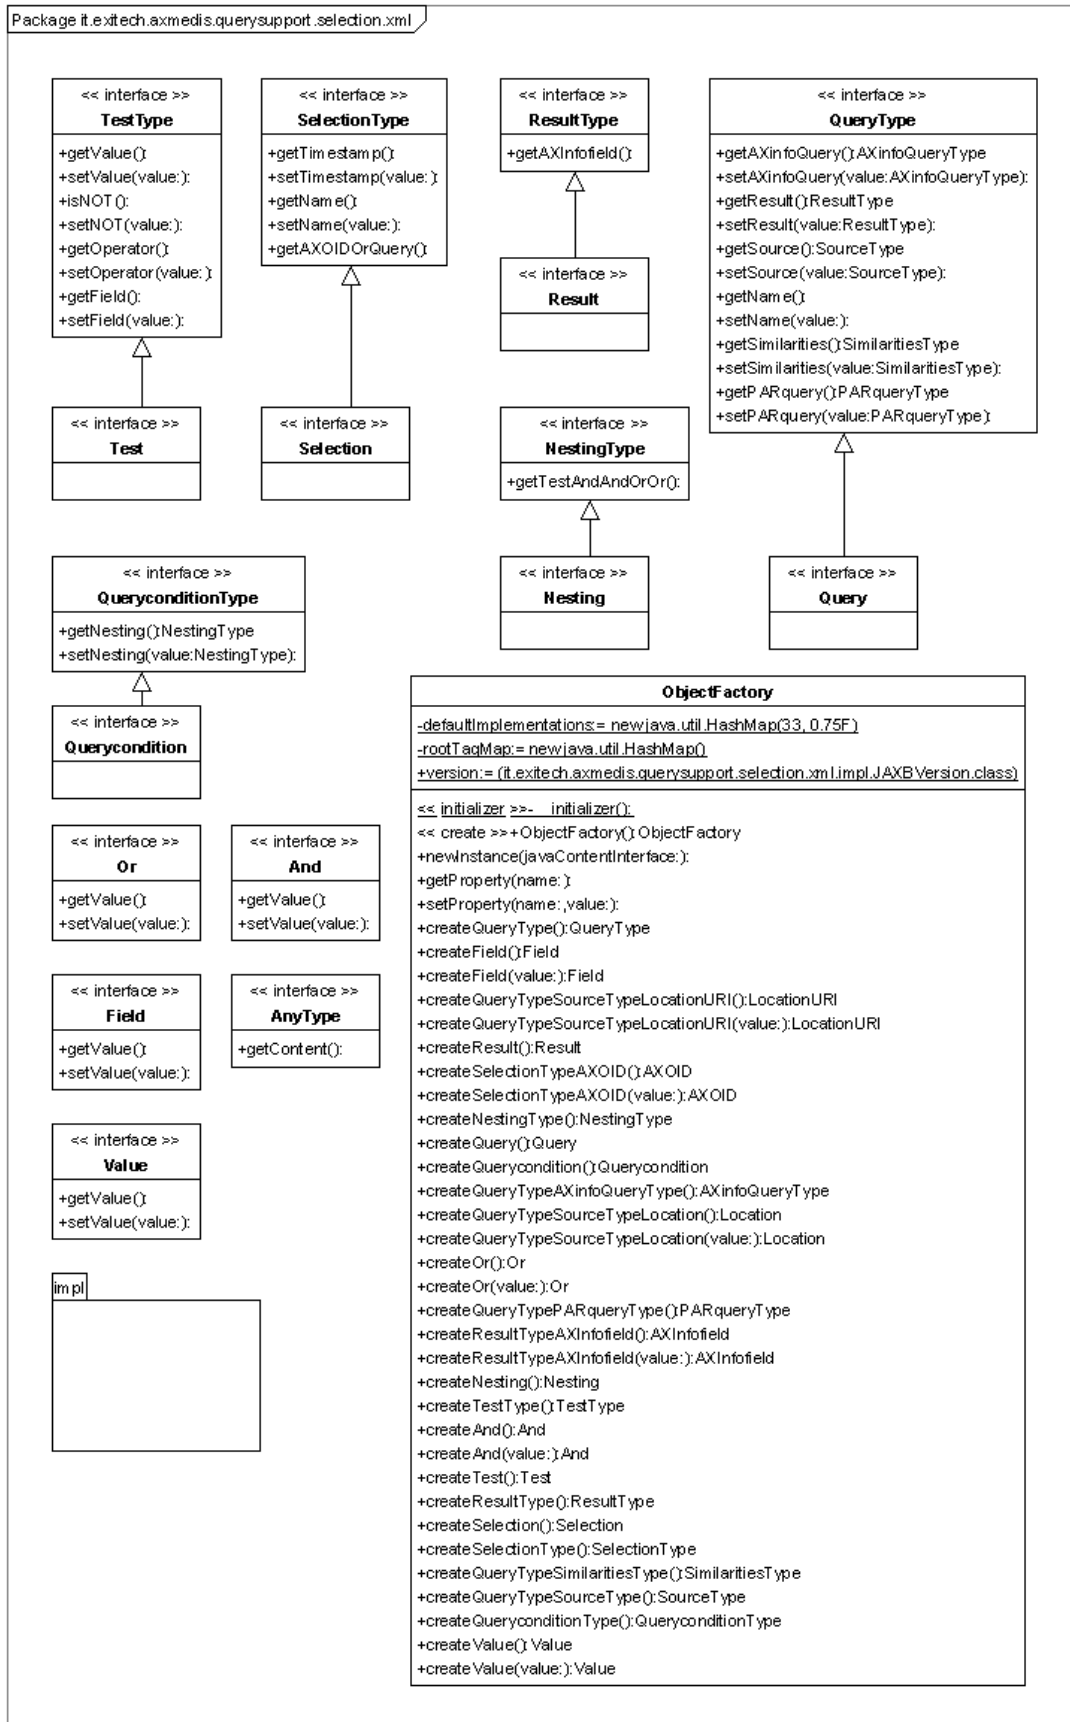 Package it.exitech.axmedis.querysupport.selection.xml
<< interface >>
TestType
+getValue():
+setValue(value:):
+isNOT():
+setNOT(value:):
+getOperator():
+setOperator(value:):
+getField():
+setField(value:):
<< interface >>
SelectionType
+getTimestamp():
+setTimestamp(value:):
+getName():
+setName(value:):
+getAXOIDOrQuery():
<< interface >>
ResultType
+getAXInfofield():
<< interface >>
QueryType
+getAXinfoQuery():AXinfoQueryType
+setAXinfoQuery(value:AXinfoQueryType):
+getResult():ResultType
+setResult(value:ResultType):
+getSource():SourceType
+setSource(value:SourceType):
+getName():
+setName(value:):
+getSimilarities():SimilaritiesType
+setSimilarities(value:SimilaritiesType):
+getPARquery():PARqueryType
+setPARquery(value:PARqueryType):
<< interface >>
Result
<< interface >>
Test
<< interface >>
Selection
<< interface >>
NestingType
+getTestAndAndOrOr():
<< interface >>
QueryconditionType
+getNesting():NestingType
+setNesting(value:NestingType):
<< interface >>
Nesting
<< interface >>
Query
<< interface >>
Querycondition
<< interface >>
Or
+getValue():
+setValue(value:):
<< interface >>
And
+getValue():
+setValue(value:):
<< interface >>
Field
+getValue():
+setValue(value:):
<< interface >>
AnyType
+getContent():
<< interface >>
Value
+getValue():
+setValue(value:):
impl
ObjectFactory
-defaultImplementations:= new java.util.HashMap(33, 0.75F)
-rootTagMap:= new java.util.HashMap()
+version:= (it.exitech.axmedis.querysupport.selection.xml.impl.JAXBVersion.class)
<< initializer >>-__initializer():
<< create >>+ObjectFactory():ObjectFactory
+newInstance(javaContentInterface:):
+getProperty(name:):
+setProperty(name:,value:):
+createQueryType():QueryType
+createField():Field
+createField(value:):Field
+createQueryTypeSourceTypeLocationURI():LocationURI
+createQueryTypeSourceTypeLocationURI(value:):LocationURI
+createResult():Result
+createSelectionTypeAXOID():AXOID
+createSelectionTypeAXOID(value:):AXOID
+createNestingType():NestingType
+createQuery():Query
+createQuerycondition():Querycondition
+createQueryTypeAXinfoQueryType():AXinfoQueryType
+createQueryTypeSourceTypeLocation():Location
+createQueryTypeSourceTypeLocation(value:):Location
+createOr():Or
+createOr(value:):Or
+createQueryTypePARqueryType():PARqueryType
+createResultTypeAXInfofield():AXInfofield
+createResultTypeAXInfofield(value:):AXInfofield
+createNesting():Nesting
+createTestType():TestType
+createAnd():And
+createAnd(value:):And
+createTest():Test
+createResultType():ResultType
+createSelection():Selection
+createSelectionType():SelectionType
+createQueryTypeSimilaritiesType():SimilaritiesType
+createQueryTypeSourceType():SourceType
+createQueryconditionType():QueryconditionType
+createValue():Value
+createValue(value:):Value